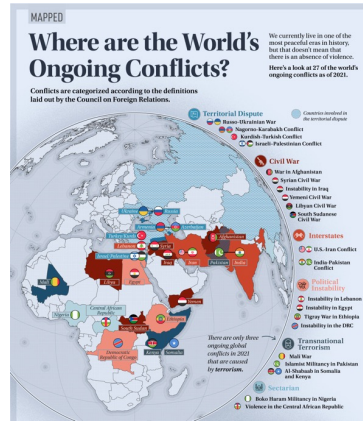 MAPPED
Where are the World's
Ongoing Conflicts?
We currently live in one of the
most peaceful eras in history,
but that doesn't mean that
there is an absence of violence.
Here's a look at 27 of the world's
ongoing conflicts as of 2021.
Conflicts are categorized according to the definitions
laid out by the Council on Foreign Relations.
Territorial Dispute
Countries involved in
the territorial dispute
Russo-Ukrainian War
Nagorno-Karabakh Conflict
Kurdish-Turkish Conflict
Israeli-Palestinian Conflict
Civil War
War in Afghanistan
Syrian Civil War
Instability in Iraq
Yemeni Civil War
Libyan Civil War
South Sudanese
Civil War
Interstates
U.S.-Iran Conflict
India-Pakistan
Conflict
Political
Instability
Instability in Lebanon
Instability in Egypt
Tigray War in Ethiopia
Instability in the DRC
Transnational
Terrorism
Mali War
Islamist Militancy in Pakistan
Al-Shabaab in Somalia
and Kenya
Sectarian
Boko Haram Militancy in Nigeria
Violence in the Central African Republic
There are only three
ongoing global
conflicts in 2021
that are caused
by terrorism.
Ukraine
Russia
Armenia
Azerbaijan
Turkey
Kurds
Lebanon
Syria
Afghanistan
Israel
Palestine
Iraq
Iran
Pakistan
India
Libya
Egypt
Mali
Yemen
Nigeria
Central African
Republic
South Sudan
Ethiopia
Democratic
Republic of Congo
Kenya
Somalia